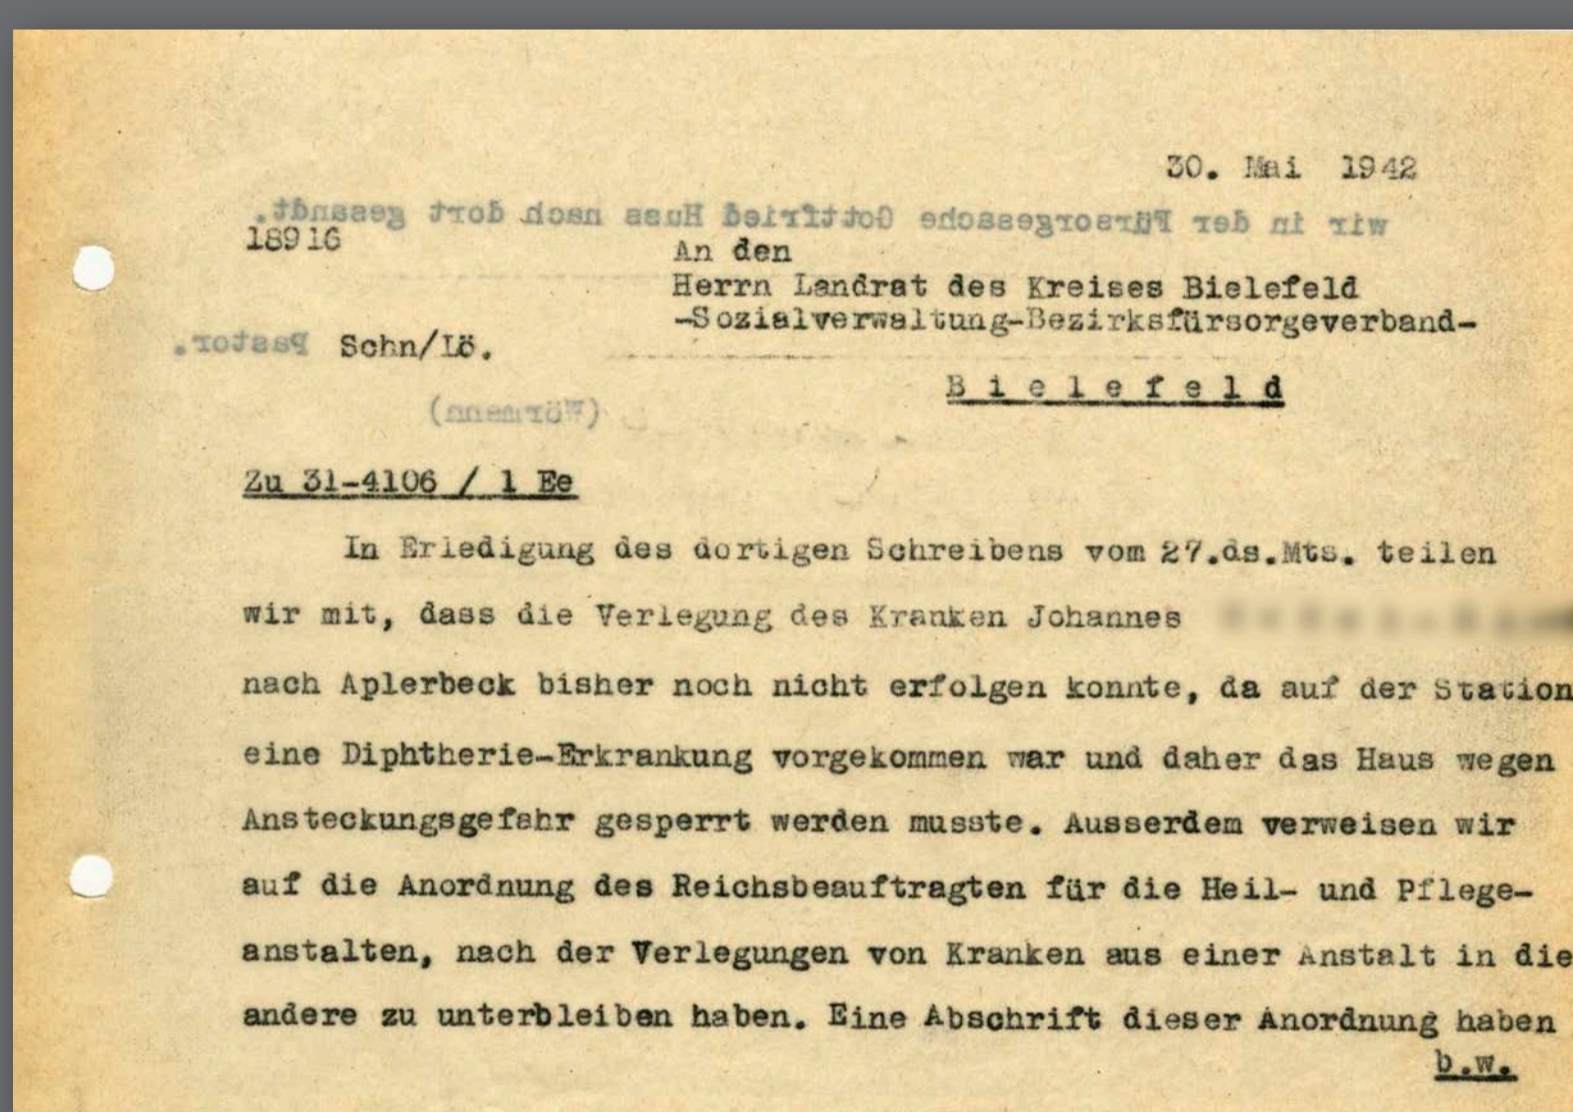 30. Mai 1942
wir in der Fürsorgesache Gottfried nach dort gesandt.
18916
An den
Herrn Landrat des Kreises Bielefeld
-Sozialverwaltung-Bezirksfürsorgeverband-
Pastor. Schn/Lö.
B i e l e f e l d
(Wörmann)
Zu 31-4106 / 1 Ee
In Erledigung des dortigen Schreibens vom 27.ds.Mts. teilen
wir mit, dass die Verlegung des Kranken Johannes
nach Aplerbeck bisher noch nicht erfolgen konnte, da auf der Station
eine Diphtherie-Erkrankung vorgekommen war und daher das Haus wegen
Ansteckungsgefahr gesperrt werden musste. Ausserdem verweisen wir
auf die Anordnung des Reichsbeauftragten für die Heil- und Pflege-
anstalten, nach der Verlegungen von Kranken aus einer Anstalt in die
andere zu unterbleiben haben. Eine Abschrift dieser Anordnung haben
b.w.